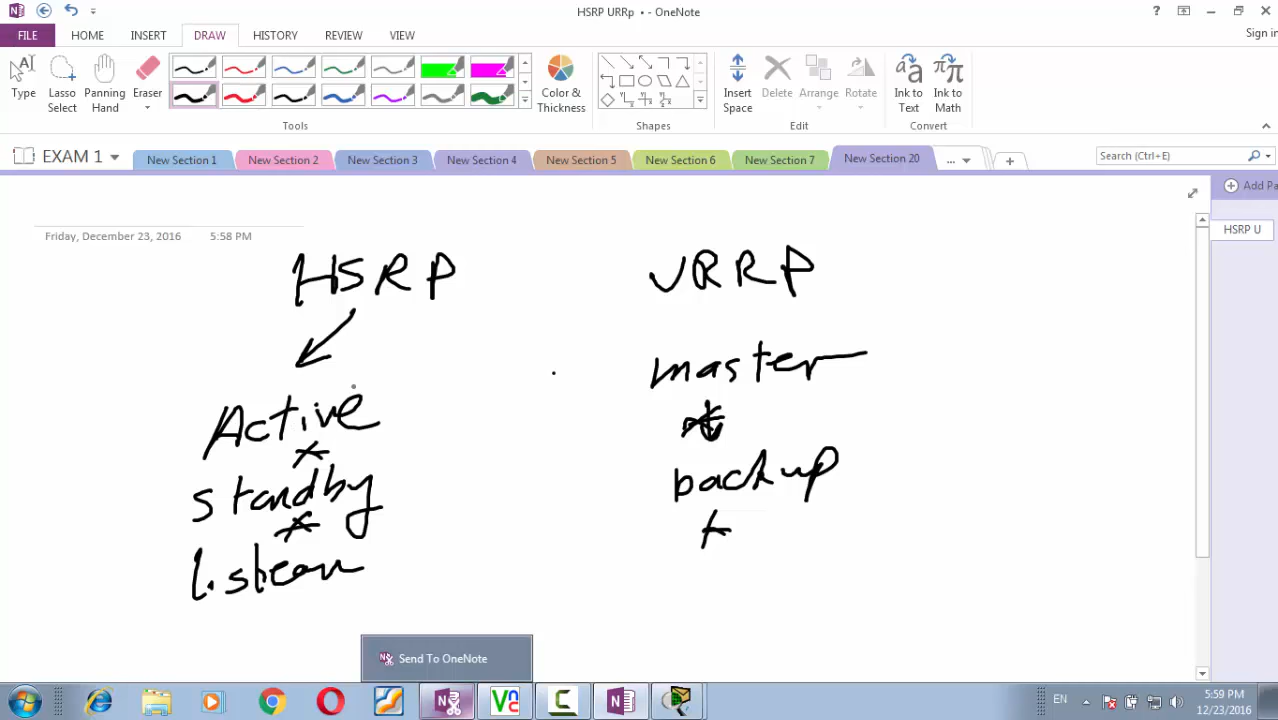 HSRP URRp • - OneNote
?
Sign in
FILE
HOME
INSERT
DRAW
HISTORY
REVIEW
VIEW
Type
Lasso Select
Panning Hand
Eraser
Color & Thickness
Insert Space
Delete
Arrange
Rotate
Ink to Text
Ink to Math
Tools
Shapes
Edit
Convert
EXAM 1
New Section 1
New Section 2
New Section 3
New Section 4
New Section 5
New Section 6
New Section 7
New Section 20
...
Search (Ctrl+E)
Add Pa
HSRP U
Friday, December 23, 2016 5:58 PM
HSRP
VRRP
Active
standby
listean
master
backup
Send To OneNote
EN
5:59 PM
12/23/2016